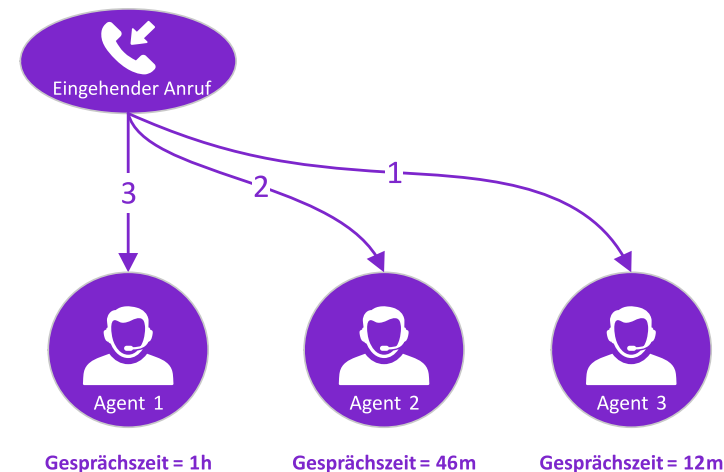 Eingehender Anruf
3
2
1
Agent 1
Agent 2
Agent 3
Gesprächszeit = 1h
Gesprächszeit = 46m
Gesprächszeit = 12m